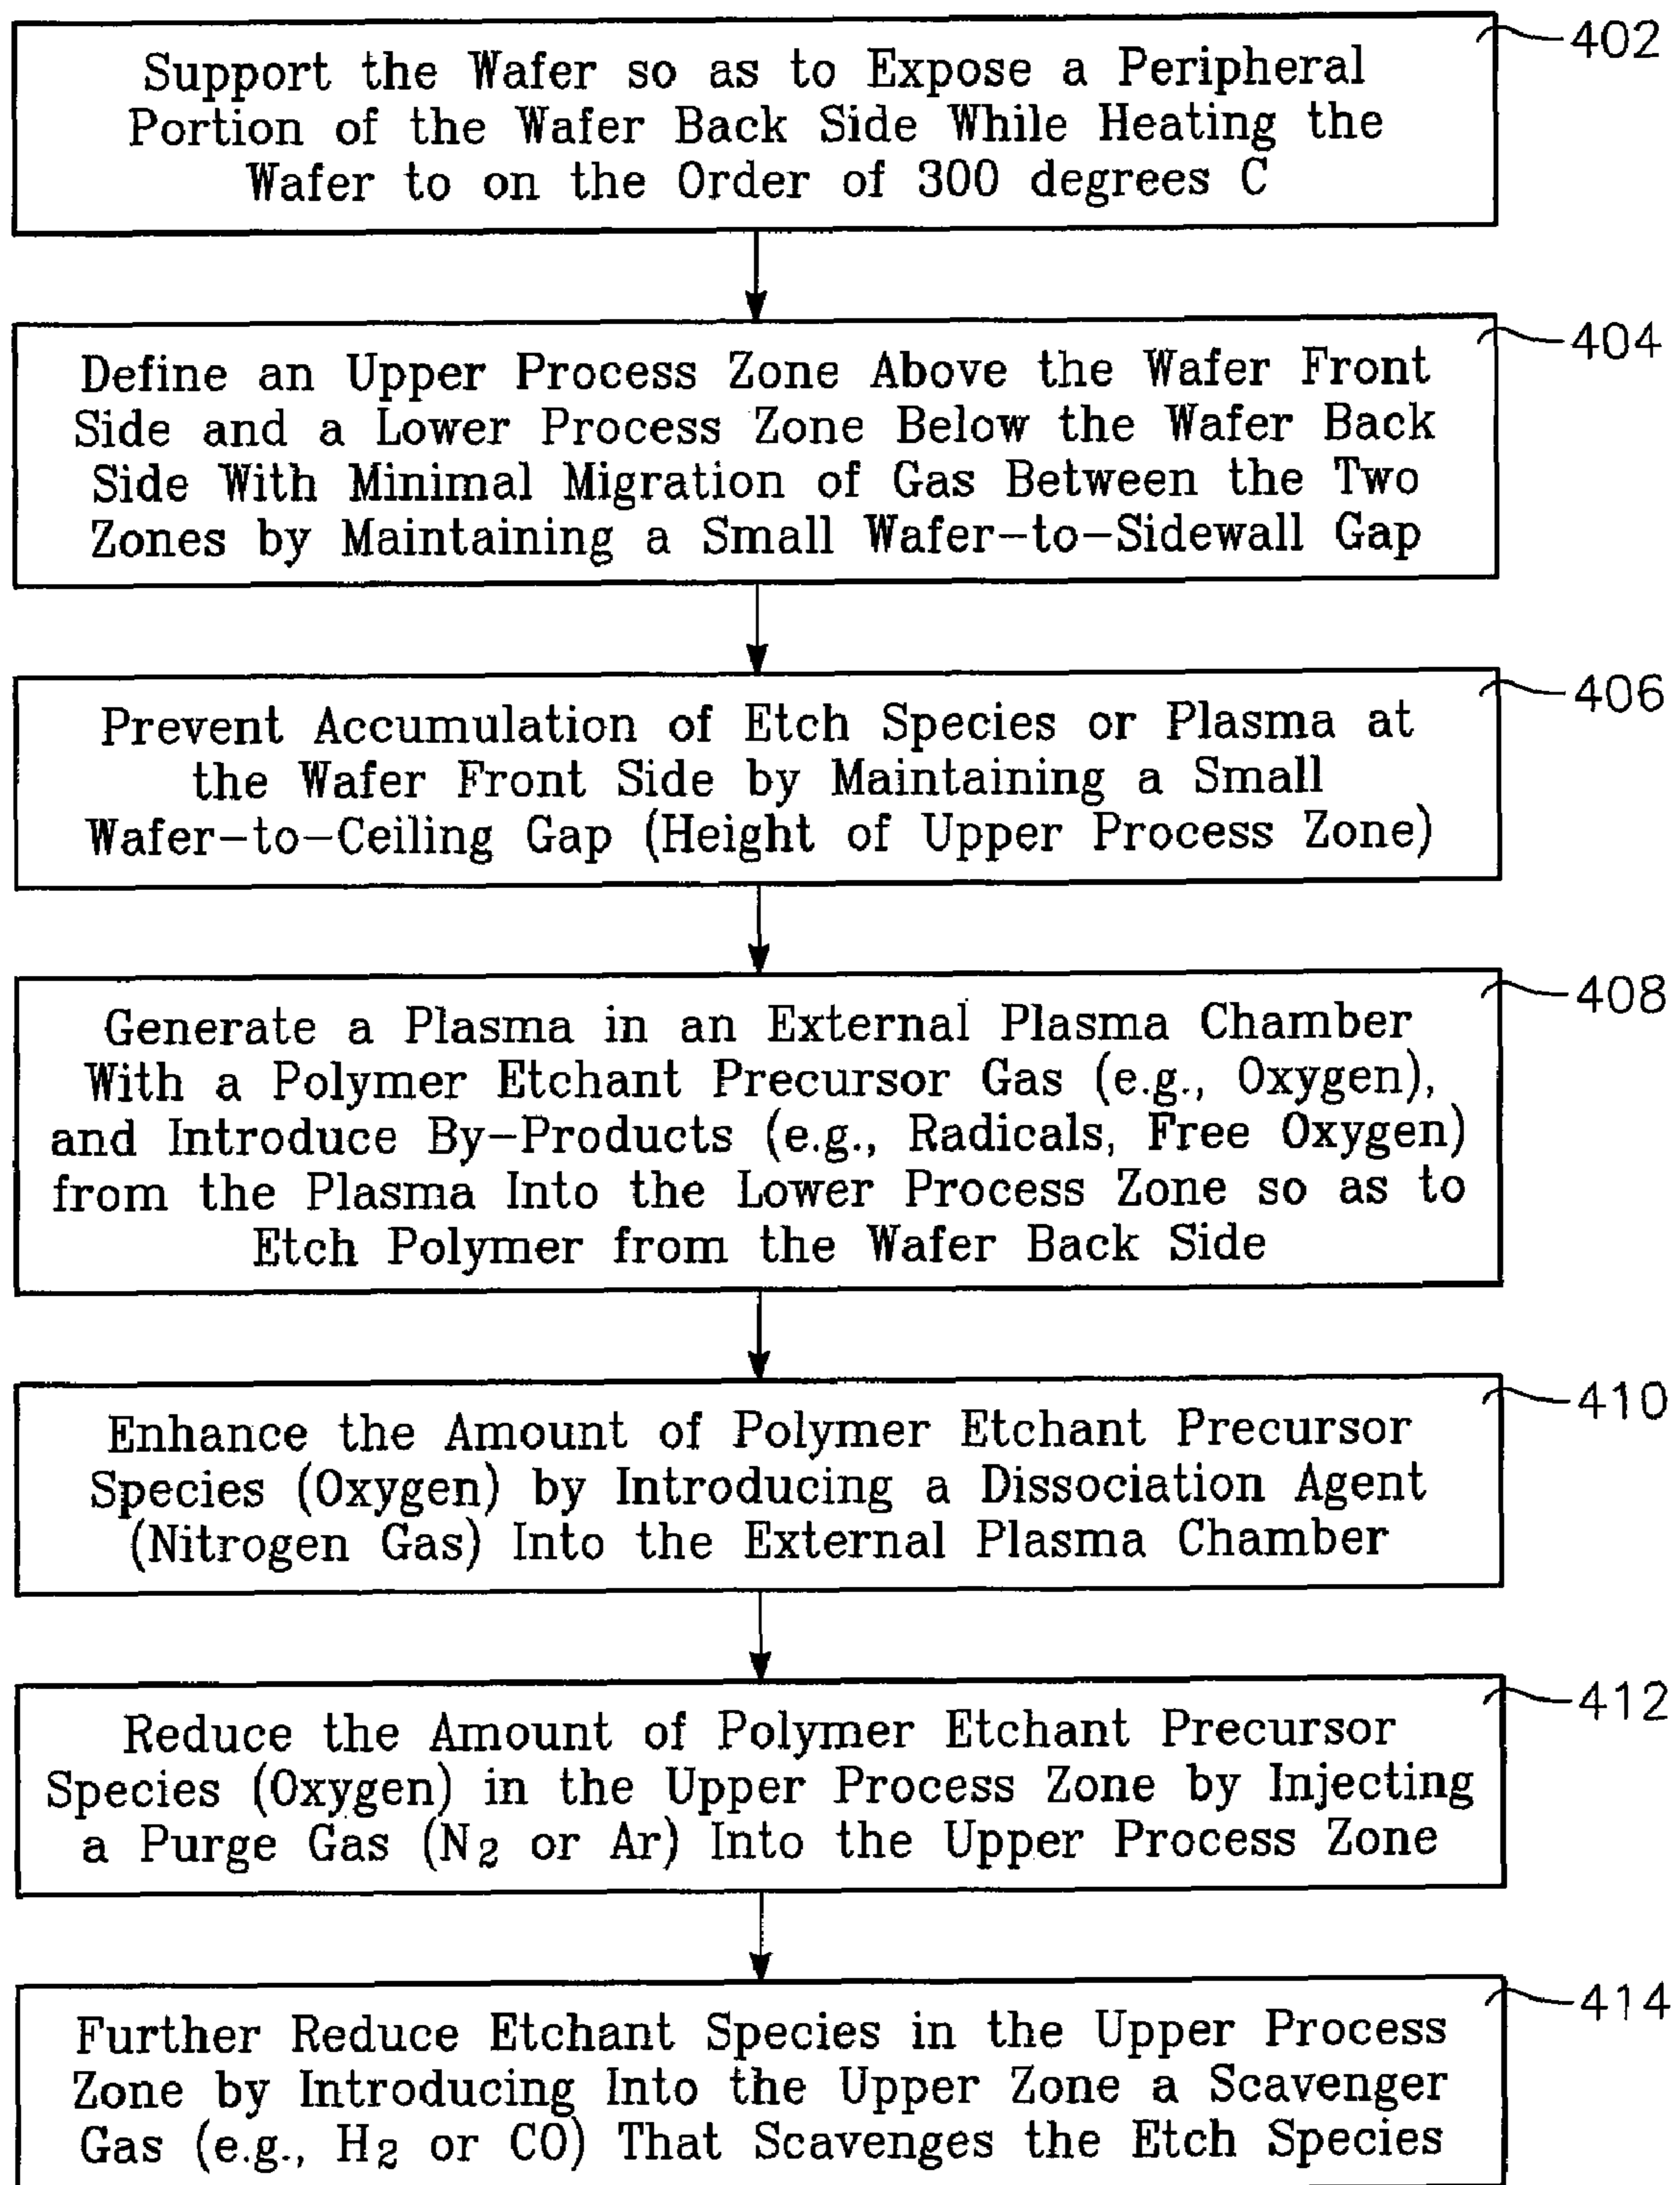 402
Support the Wafer so as to Expose a Peripheral
Portion of the Wafer Back Side While Heating the
Wafer to on the Order of 300 degrees C
404
Define an Upper Process Zone Above the Wafer Front
Side and a Lower Process Zone Below the Wafer Back
Side With Minimal Migration of Gas Between the Two
Zones by Maintaining a Small Wafer-to-Sidewall Gap
406
Prevent Accumulation of Etch Species or Plasma at
the Wafer Front Side by Maintaining a Small
Wafer-to-Ceiling Gap (Height of Upper Process Zone)
408
Generate a Plasma in an External Plasma Chamber
With a Polymer Etchant Precursor Gas (e.g., Oxygen),
and Introduce By-Products (e.g., Radicals, Free Oxygen)
from the Plasma Into the Lower Process Zone so as to
Etch Polymer from the Wafer Back Side
410
Enhance the Amount of Polymer Etchant Precursor
Species (Oxygen) by Introducing a Dissociation Agent
(Nitrogen Gas) Into the External Plasma Chamber
412
Reduce the Amount of Polymer Etchant Precursor
Species (Oxygen) in the Upper Process Zone by Injecting
a Purge Gas (N2 or Ar) Into the Upper Process Zone
414
Further Reduce Etchant Species in the Upper Process
Zone by Introducing Into the Upper Zone a Scavenger
Gas (e.g., H2 or CO) That Scavenges the Etch Species